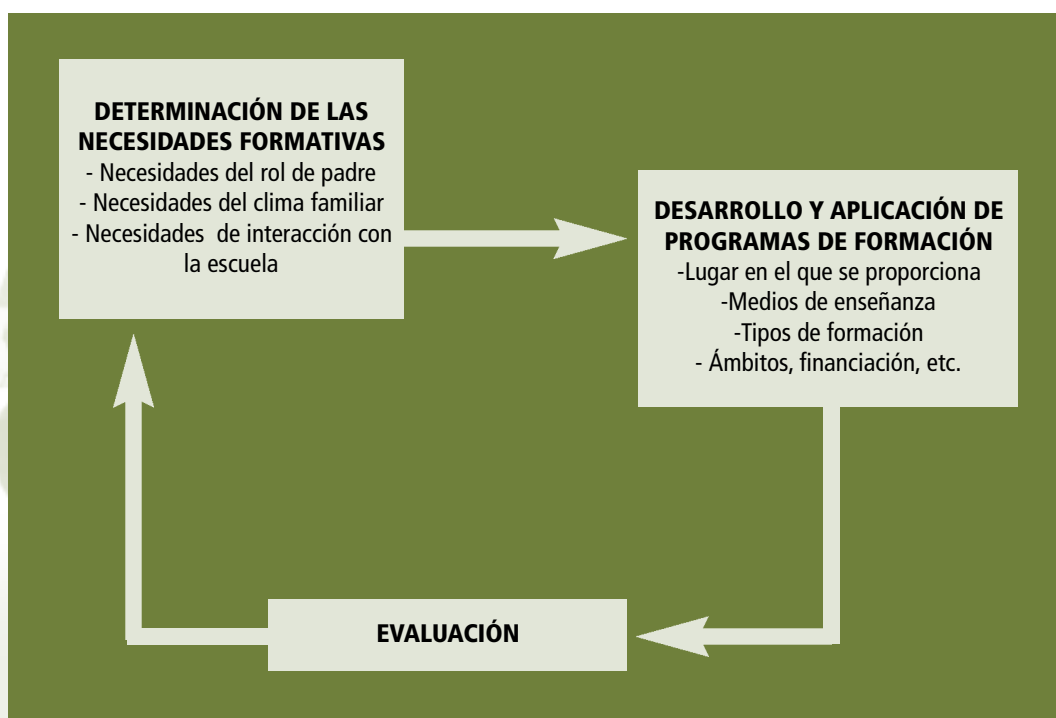 DETERMINACIÓN DE LAS
NECESIDADES FORMATIVAS
- Necesidades del rol de padre
- Necesidades del clima familiar
- Necesidades de interacción con
la escuela
DESARROLLO Y APLICACIÓN DE
PROGRAMAS DE FORMACIÓN
-Lugar en el que se proporciona
-Medios de enseñanza
-Tipos de formación
- Ámbitos, financiación, etc.
EVALUACIÓN